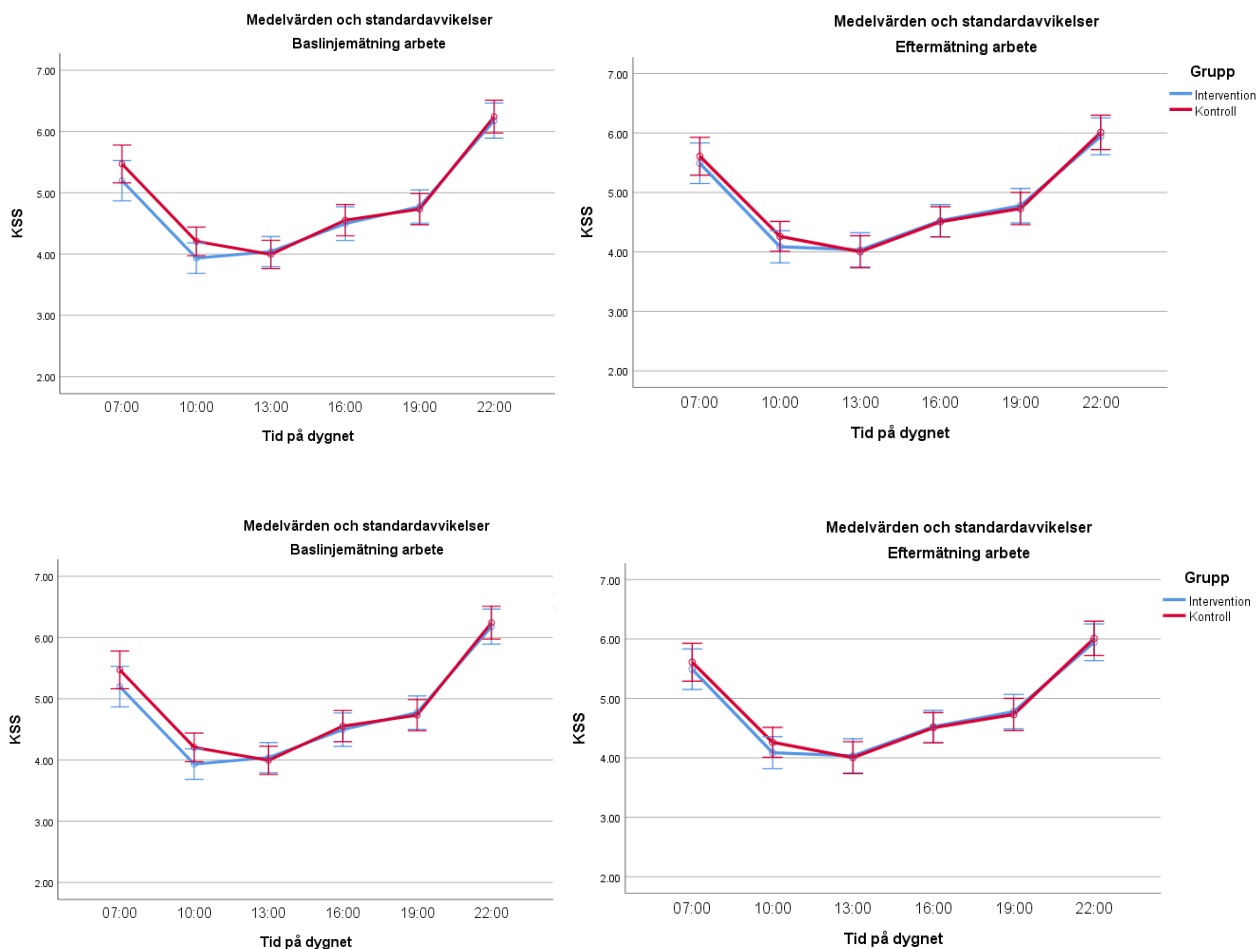 Medelvärden och standardavvikelser
Baslinjemätning arbete
7.00
6.00
5.00
4.00
3.00
2.00
KSS
07:00 10:00 13:00 16:00 19:00 22:00
Tid på dygnet
Medelvärden och standardavvikelser
Eftermätning arbete
7.00
6.00
5.00
4.00
3.00
2.00
KSS
07:00 10:00 13:00 16:00 19:00 22:00
Tid på dygnet
Grupp
Intervention
Kontroll
Medelvärden och standardavvikelser
Baslinjemätning arbete
7.00
6.00
5.00
4.00
3.00
2.00
KSS
07:00 10:00 13:00 16:00 19:00 22:00
Tid på dygnet
Medelvärden och standardavvikelser
Eftermätning arbete
7.00
6.00
5.00
4.00
3.00
2.00
KSS
07:00 10:00 13:00 16:00 19:00 22:00
Tid på dygnet
Grupp
Intervention
Kontroll